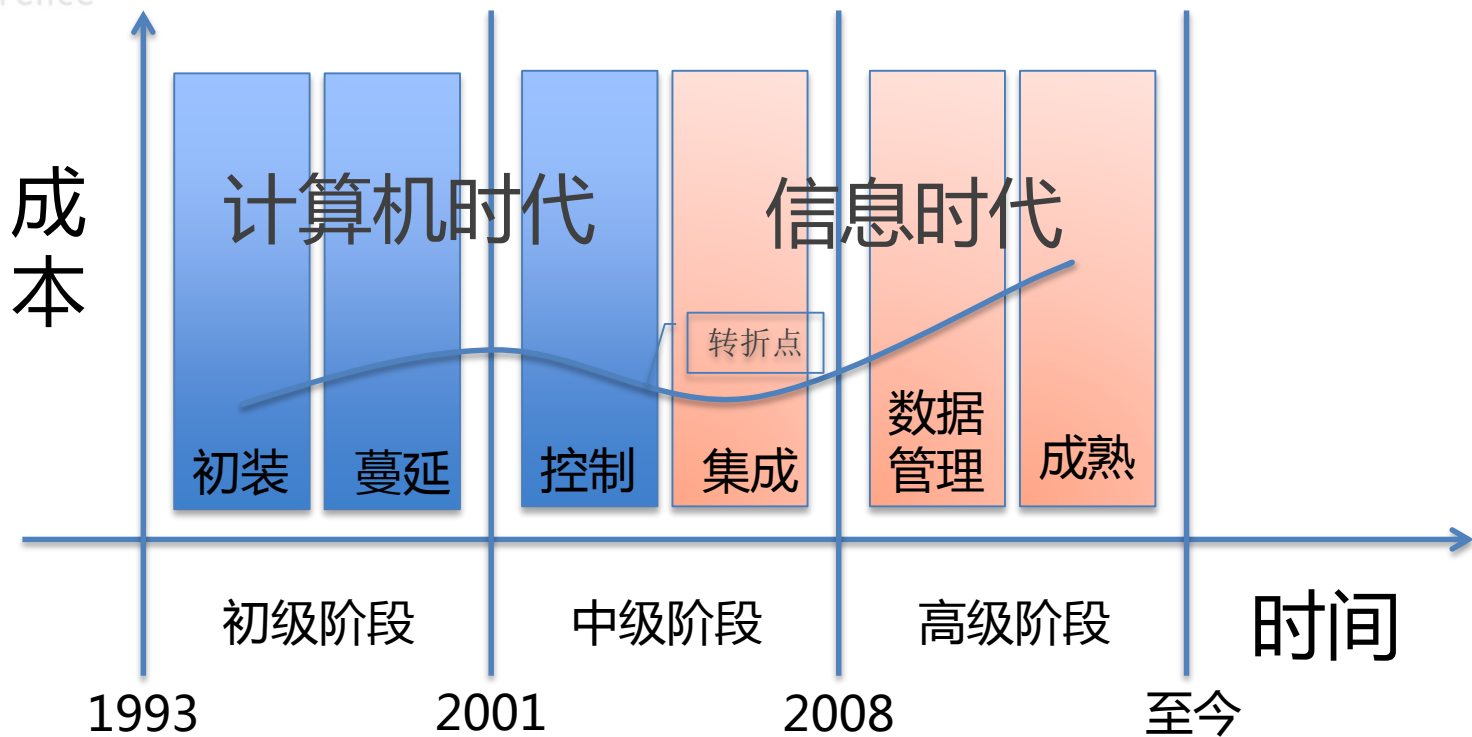 成
本
计算机时代
信息时代
转折点
初装
蔓延
控制
集成
数据
管理
成熟
初级阶段
中级阶段
高级阶段
时间
1993
2001
2008
至今